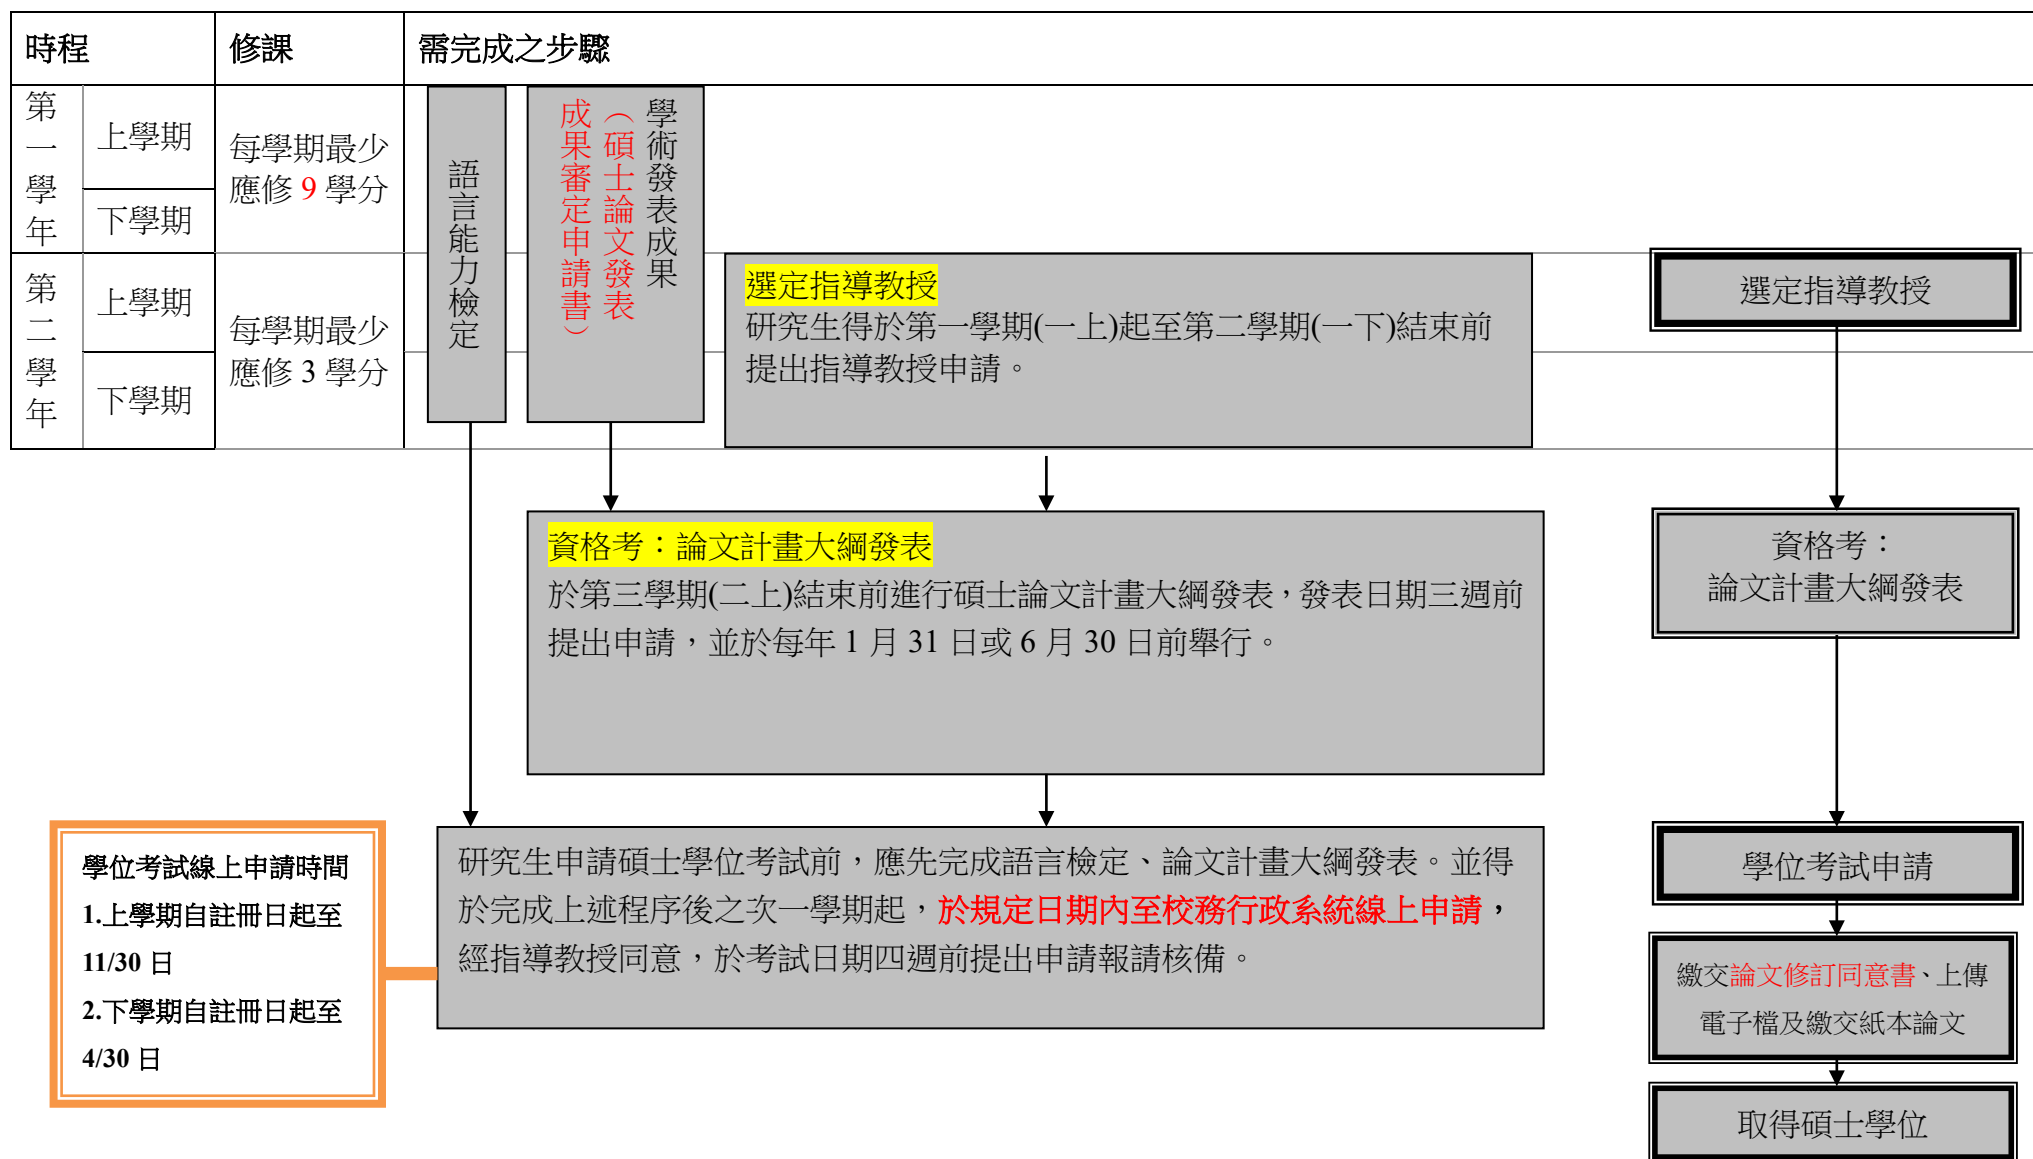 時程 修課 需完成之步驟
第一學年
上學期
下學期
每學期最少
應修 9 學分
第二學年
上學期
下學期
每學期最少
應修 3 學分
語言能力檢定
學術發表成果
（碩士論文發表
成果審定申請書）
選定指導教授
研究生得於第一學期(一上)起至第二學期(一下)結束前
提出指導教授申請。
資格考：論文計畫大綱發表
於第三學期(二上)結束前進行碩士論文計畫大綱發表，發表日期三週前
提出申請，並於每年 1 月 31 日或 6 月 30 日前舉行。
研究生申請碩士學位考試前，應先完成語言檢定、論文計畫大綱發表。並得
於完成上述程序後之次一學期起，於規定日期內至校務行政系統線上申請，
經指導教授同意，於考試日期四週前提出申請報請核備。
學位考試線上申請時間
1.上學期自註冊日起至
11/30 日
2.下學期自註冊日起至
4/30 日
選定指導教授
資格考：
論文計畫大綱發表
學位考試申請
繳交論文修訂同意書、上傳
電子檔及繳交紙本論文
取得碩士學位